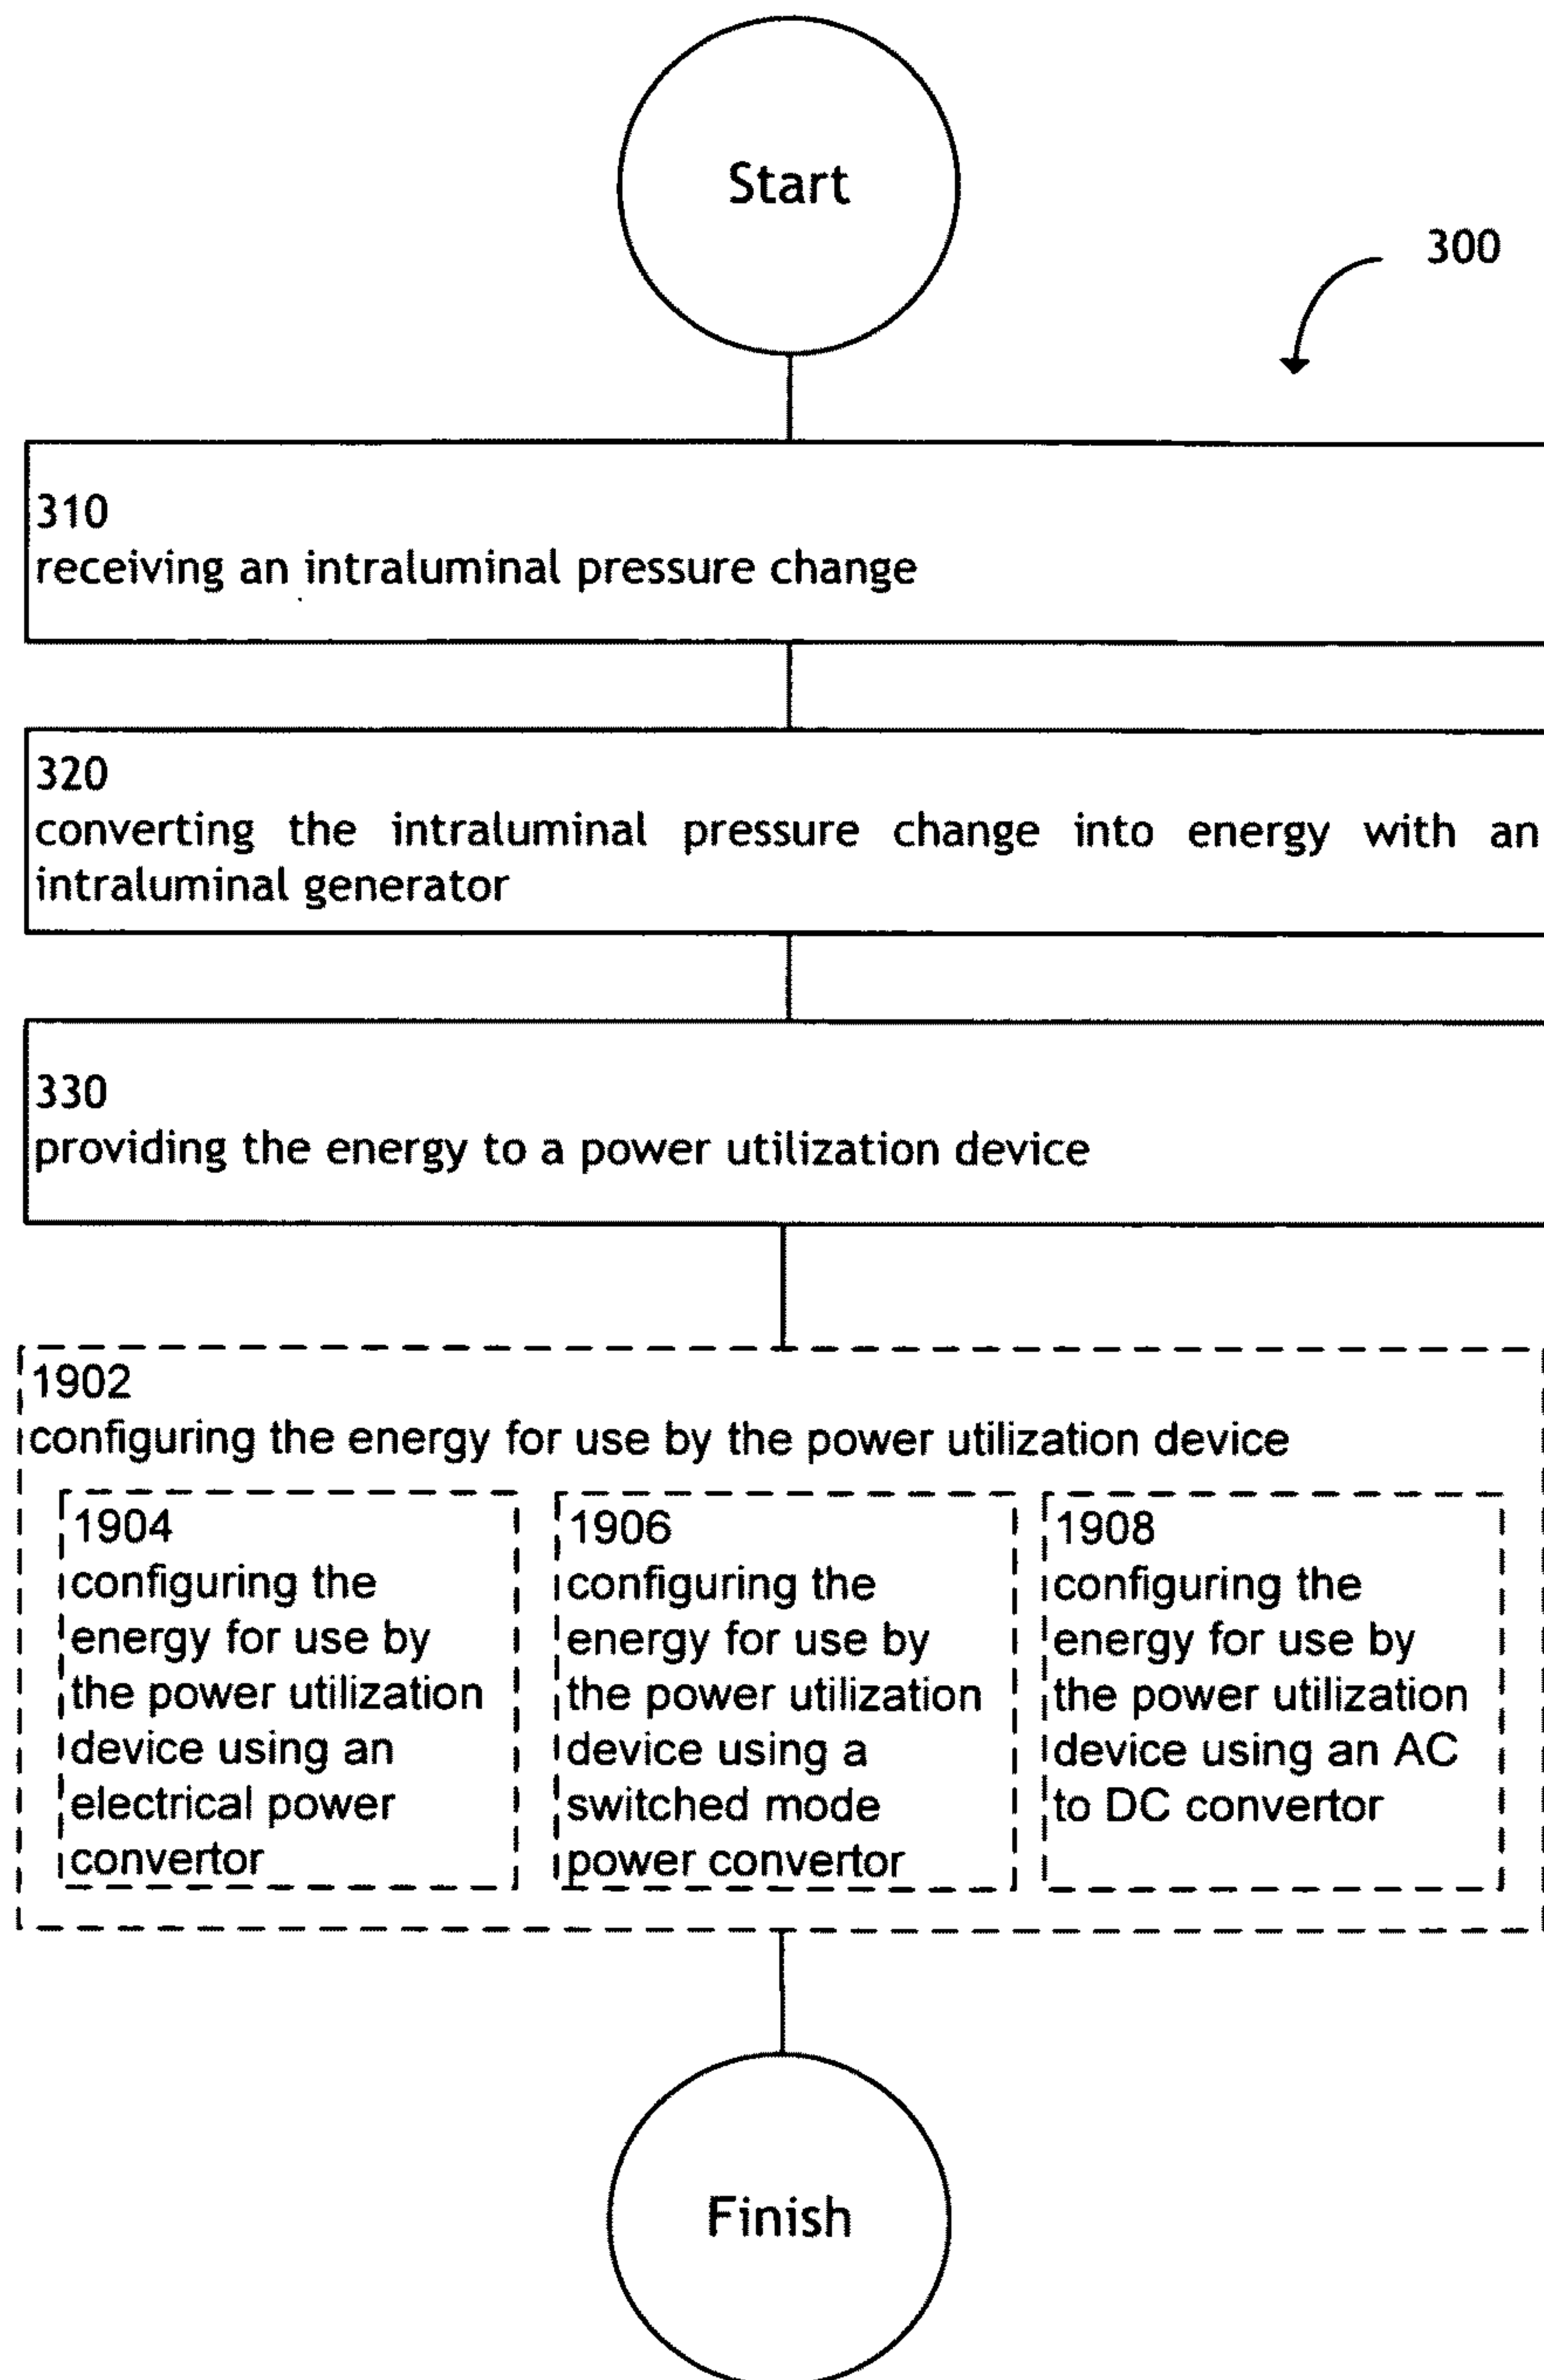 Start
300
310
receiving an intraluminal pressure change
320
converting the intraluminal pressure change into energy with an
intraluminal generator
330
providing the energy to a power utilization device
1902
configuring the energy for use by the power utilization device
1904
configuring the
energy for use by
the power utilization
device using an
electrical power
convertor
1906
configuring the
energy for use by
the power utilization
device using a
switched mode
power convertor
1908
configuring the
energy for use by
the power utilization
device using an AC
to DC convertor
Finish